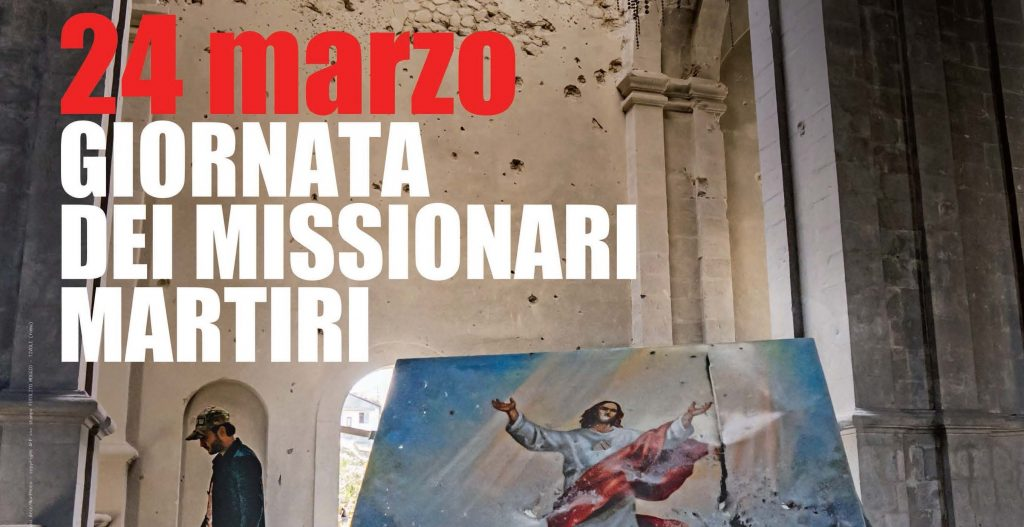 24 marzo
GIORNATA
DEI MISSIONARI
MARTIRI